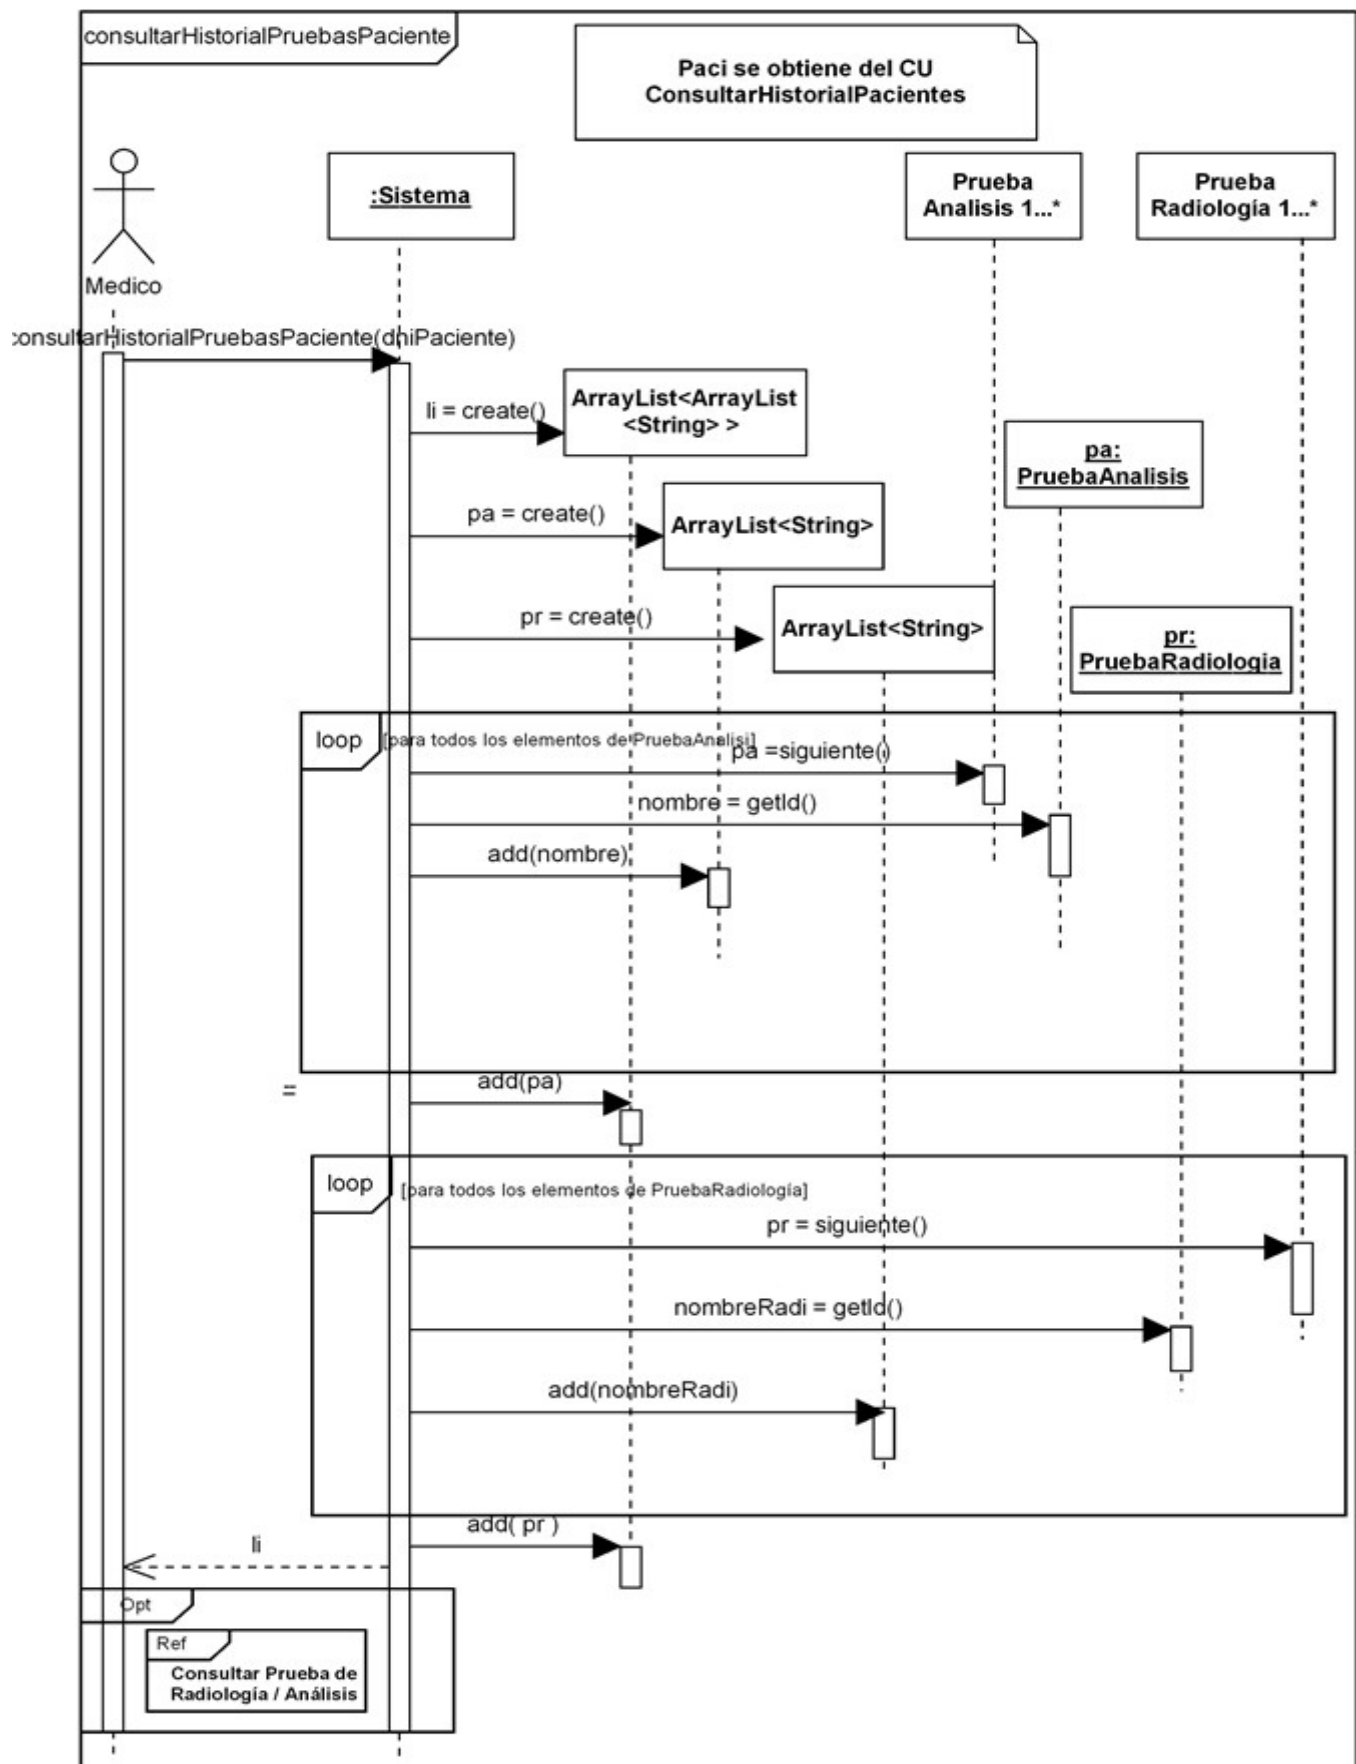 consultarHistorialPruebasPaciente
Paci se obtiene del CU
ConsultarHistorialPacientes
:Sistema
Prueba
Analisis 1...*
Prueba
Radiología 1...*
Medico
consultarHistorialPruebasPaciente(dniPaciente)
li = create()
ArrayList<ArrayList
<String> >
pa:
PruebaAnalisis
pa = create()
ArrayList<String>
pr = create()
ArrayList<String>
pr:
PruebaRadiologia
loop
[para todos los elementos de PruebaAnalisi]
pa =siguiente()
nombre = getId()
add(nombre)
=
add(pa)
loop
[para todos los elementos de PruebaRadiología]
pr = siguiente()
nombreRadi = getId()
add(nombreRadi)
add( pr )
li
Opt
Ref
Consultar Prueba de
Radiología / Análisis